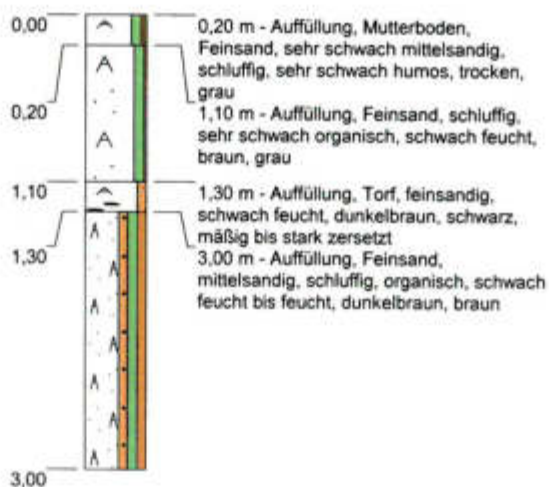 0,00
0,20 m - Auffüllung, Mutterboden,
Feinsand, sehr schwach mittelsandig,
schluffig, sehr schwach humos, trocken,
grau
0,20
1,10 m - Auffüllung, Feinsand, schluffig,
sehr schwach organisch, schwach feucht,
braun, grau
1,10
1,30 m - Auffüllung, Torf, feinsandig,
schwach feucht, dunkelbraun, schwarz,
mäßig bis stark zersetzt
1,30
3,00 m - Auffüllung, Feinsand,
mittelsandig, schluffig, organisch, schwach
feucht bis feucht, dunkelbraun, braun
3,00